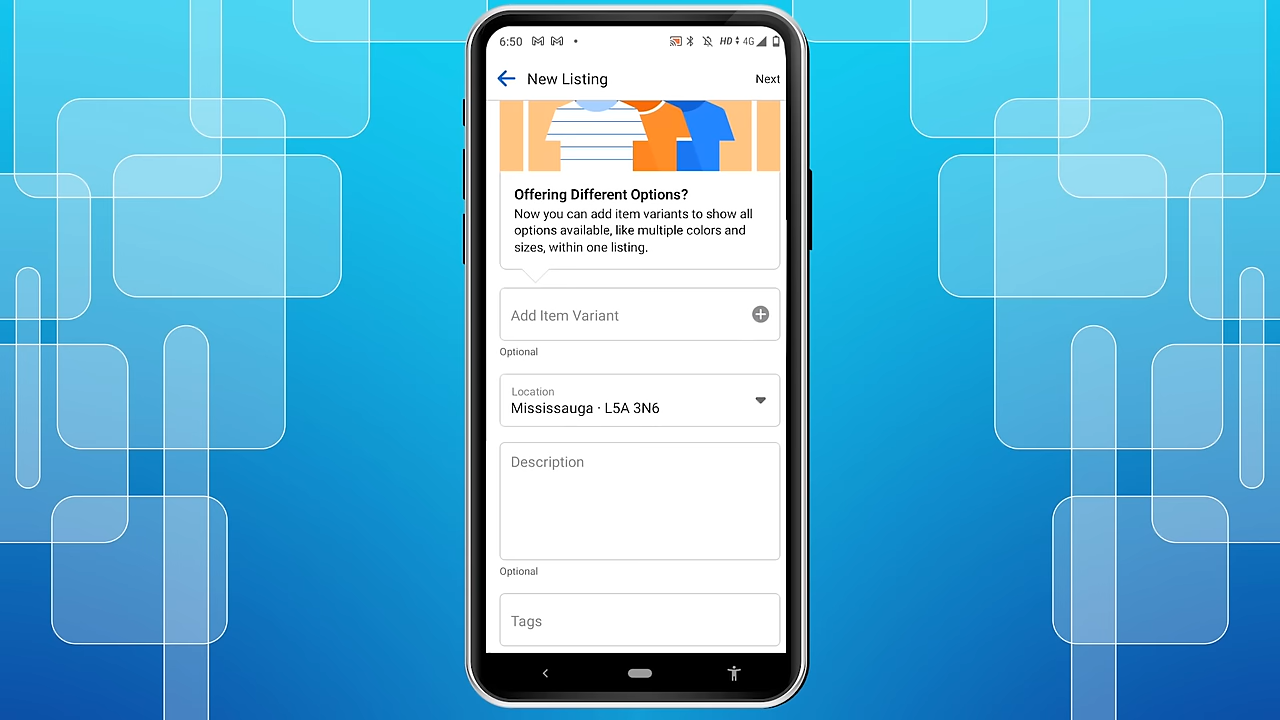 6:50
HD 4G
New Listing
Next
Offering Different Options?
Now you can add item variants to show all
options available, like multiple colors and
sizes, within one listing.
Add Item Variant
Optional
Location
Mississauga · L5A 3N6
Description
Optional
Tags